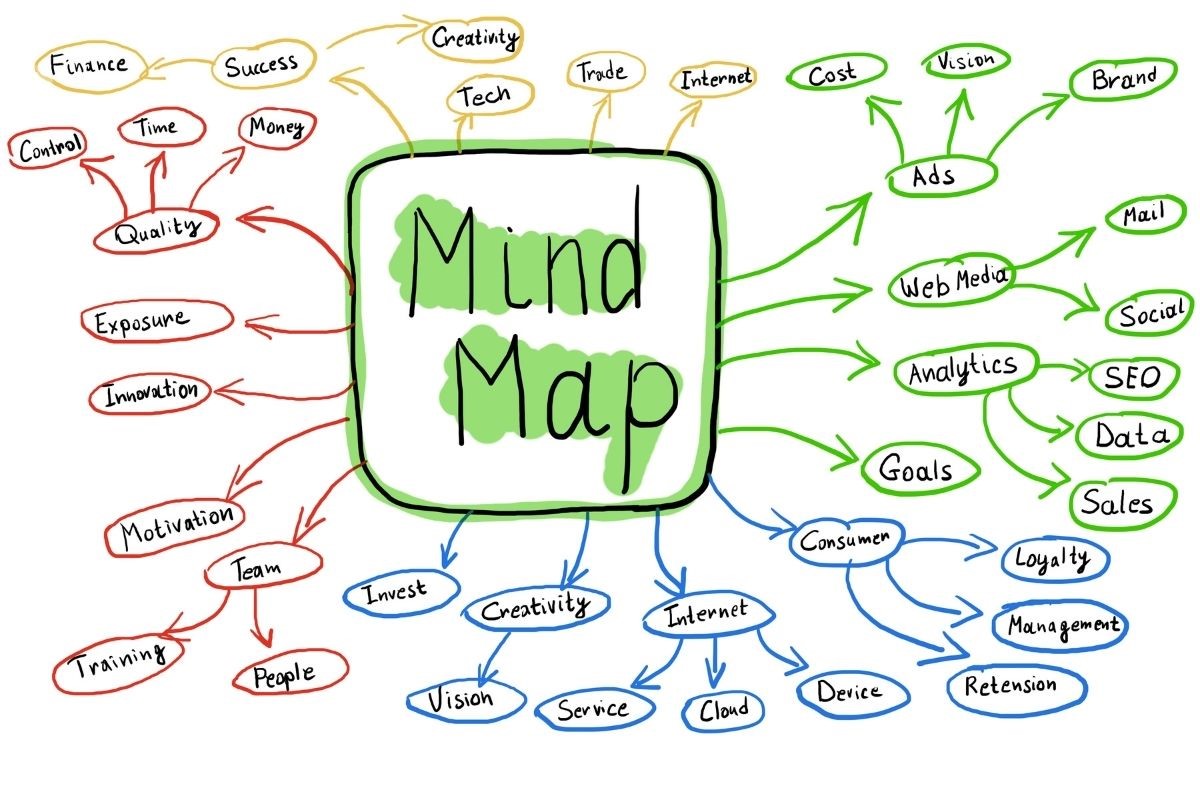 Mind
Map
Finance
Success
Creativity
Tech
Trade
Internet
Control
Time
Money
Quality
Exposure
Innovation
Motivation
Team
Training
People
Cost
Vision
Brand
Ads
Web Media
Mail
Social
Analytics
SEO
Data
Sales
Goals
Invest
Creativity
Vision
Internet
Service
Cloud
Device
Consumer
Loyalty
Management
Retension